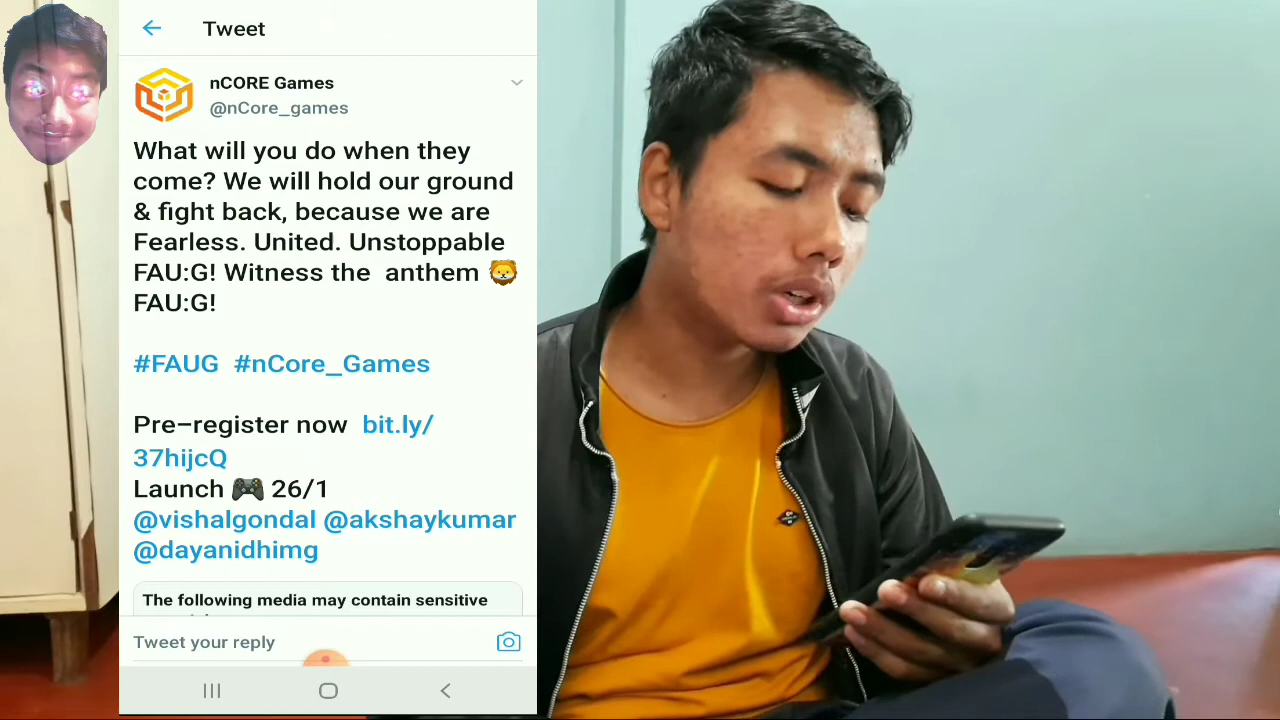 Tweet
nCORE Games
@nCore_games
What will you do when they
come? We will hold our ground
& fight back, because we are
Fearless. United. Unstoppable
FAU:G! Witness the anthem 🦁
FAU:G!
#FAUG #nCore_Games
Pre–register now bit.ly/
37hijcQ
Launch 🎮 26/1
@vishalgondal @akshaykumar
@dayanidhimg
The following media may contain sensitive
Tweet your reply